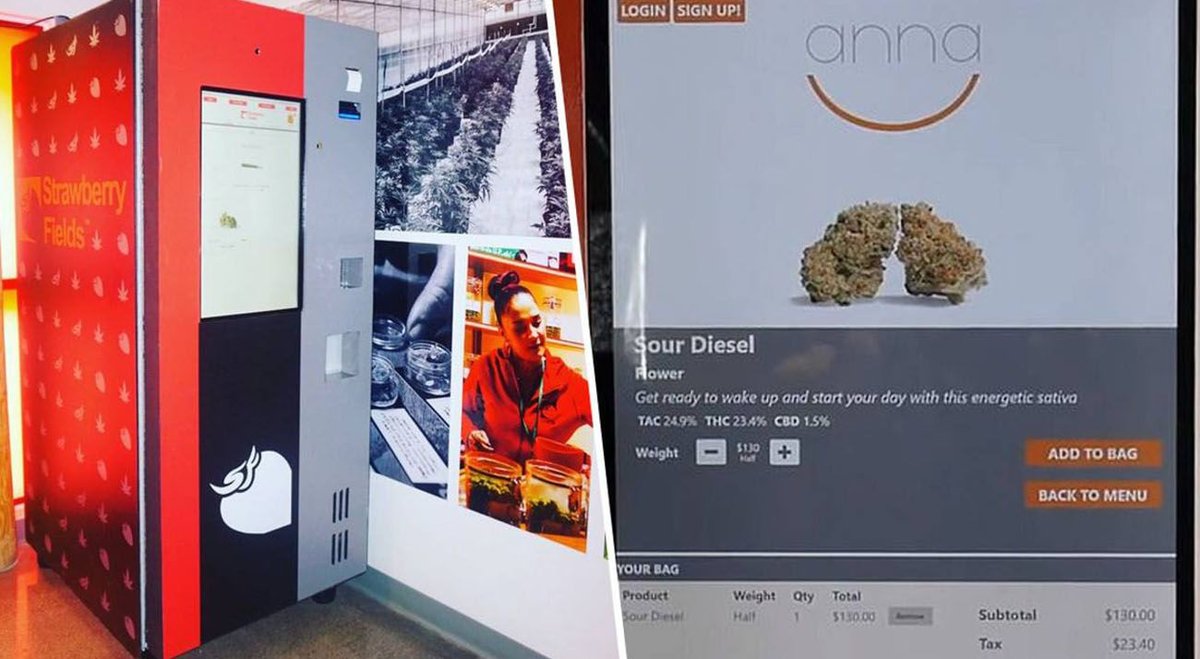 Strawberry
Fields™
LOGIN SIGN UP!
anna
Sour Diesel
Flower
Get ready to wake up and start your day with this energetic sativa
TAC 24.9% THC 23.4% CBD 1.5%
Weight
$130
Half
ADD TO BAG
BACK TO MENU
YOUR BAG
Product Weight Qty Total
Sour Diesel Half 1 $130.00 Remove
Subtotal $130.00
Tax $23.40